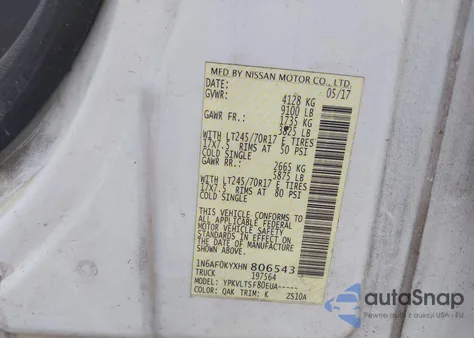 MFD BY NISSAN MOTOR CO., LTD.
DATE: 05/17
GVWR: 4128 KG
9100 LB
GAWR FR.: 1735 KG
3825 LB
WITH LT245/70R17 E TIRES
17X7.5 RIMS AT 50 PSI
COLD SINGLE
GAWR RR.: 2665 KG
5875 LB
WITH LT245/70R17 E TIRES
17X7.5 RIMS AT 80 PSI
COLD SINGLE
THIS VEHICLE CONFORMS TO ALL
APPLICABLE FEDERAL
MOTOR VEHICLE SAFETY
STANDARDS IN EFFECT ON
THE DATE OF MANUFACTURE
SHOWN ABOVE.
1N6AF0KYXHN 806543
197564
TRUCK
MODEL: YPKVLTSF80EUA-----
COLOR: QAK TRIM: K ZS10A
autoSnap
DAMAGED CARS - USA & EU